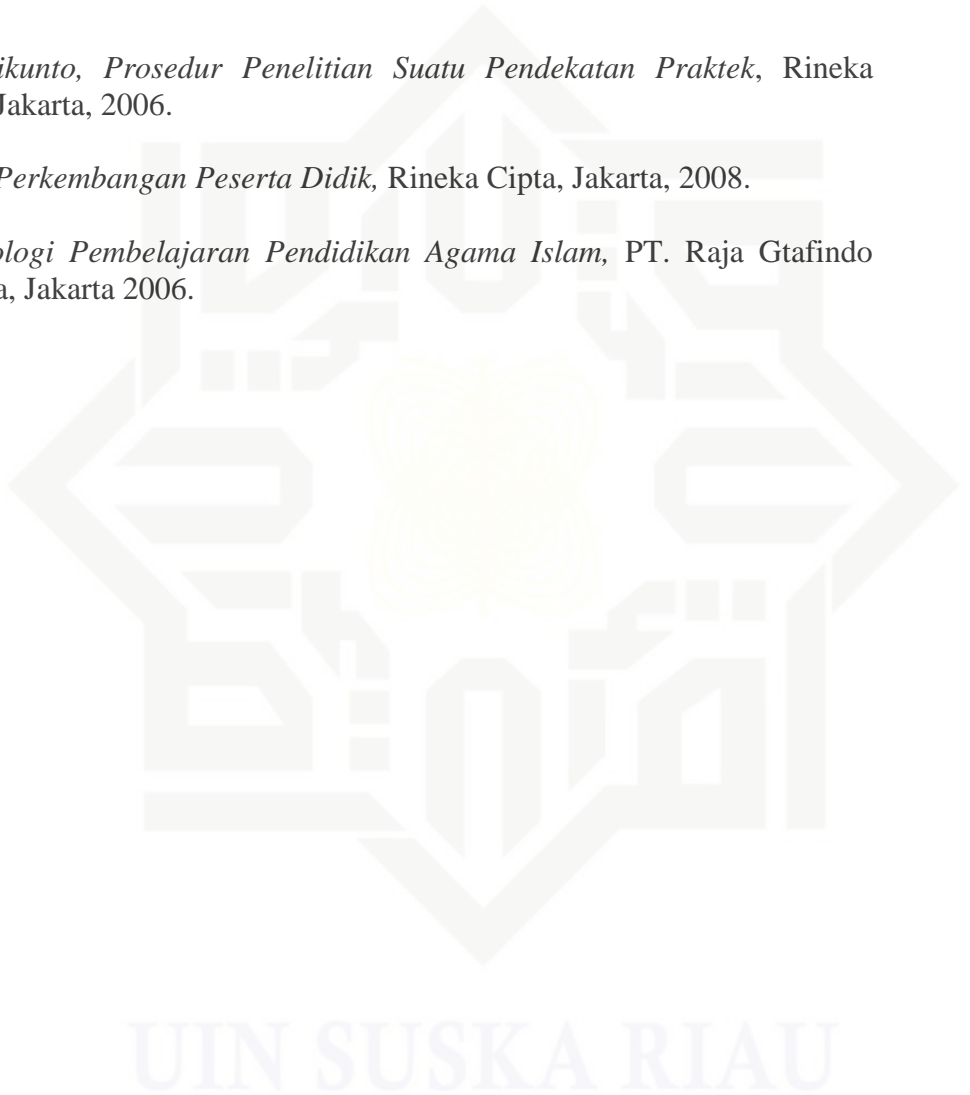 ikunto, Prosedur Penelitian Suatu Pendekatan Praktek, Rineka
Jakarta, 2006.
Perkembangan Peserta Didik, Rineka Cipta, Jakarta, 2008.
ologi Pembelajaran Pendidikan Agama Islam, PT. Raja Gtafindo
a, Jakarta 2006.
UIN SUSKA RIAU